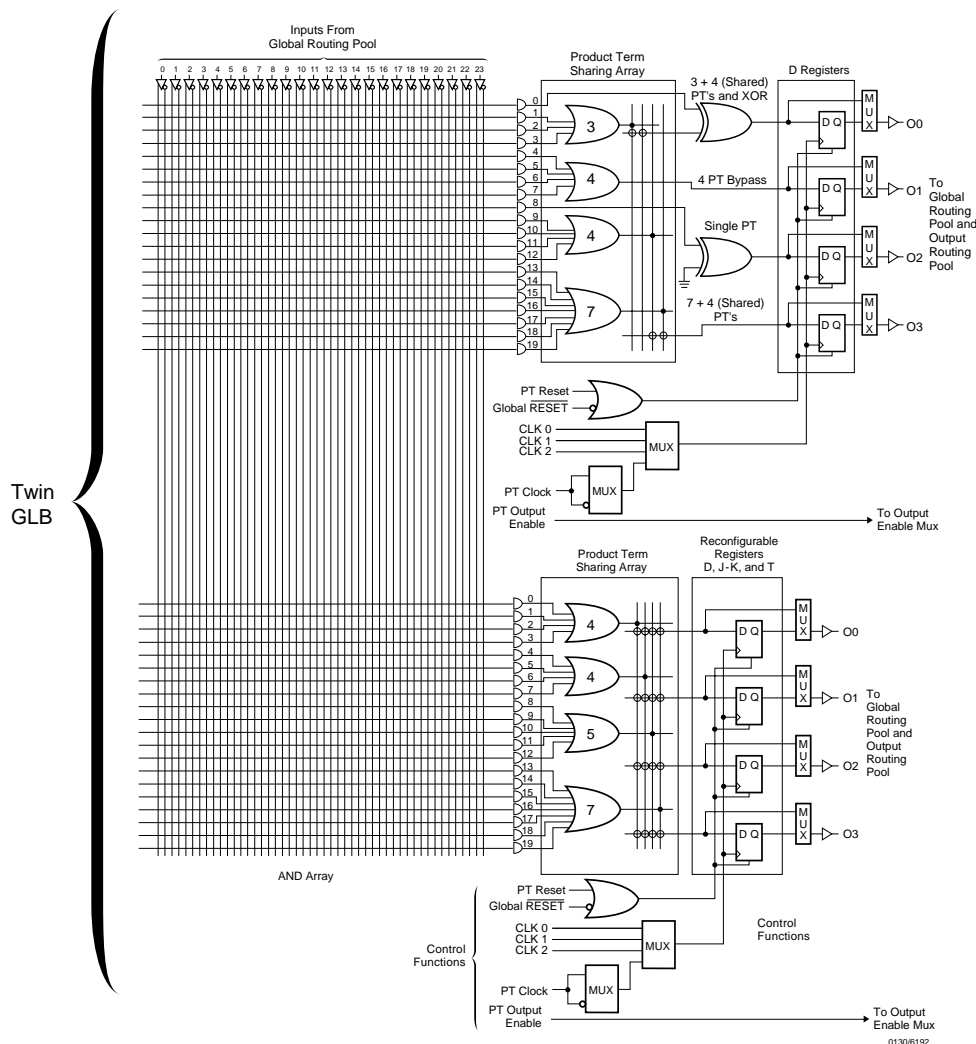 Inputs From
Global Routing Pool
0 1 2 3 4 5 6 7 8 9 10 11 12 13 14 15 16 17 18 19 20 21 22 23
Product Term
Sharing Array
3 + 4 (Shared)
PT's and XOR
D Registers
0
1
2
3
4
5
6
7
8
9
10
11
12
13
14
15
16
17
18
19
3
4
4
7
4 PT Bypass
Single PT
7 + 4 (Shared)
PT's
D Q
D Q
D Q
D Q
MUX
MUX
MUX
MUX
O0
O1
O2
O3
To
Global
Routing
Pool and
Output
Routing
Pool
PT Reset
Global RESET
CLK 0
CLK 1
CLK 2
MUX
PT Clock
MUX
PT Output
Enable
To Output
Enable Mux
Twin
GLB
Product Term
Sharing Array
Reconfigurable
Registers
D, J-K, and T
0
1
2
3
4
5
6
7
8
9
10
11
12
13
14
15
16
17
18
19
4
4
5
7
D Q
D Q
D Q
D Q
MUX
MUX
MUX
MUX
O0
O1
O2
O3
To
Global
Routing
Pool and
Output
Routing
Pool
AND Array
PT Reset
Global RESET
CLK 0
CLK 1
CLK 2
MUX
Control
Functions
Control
Functions
PT Clock
MUX
PT Output
Enable
To Output
Enable Mux
0130/6192